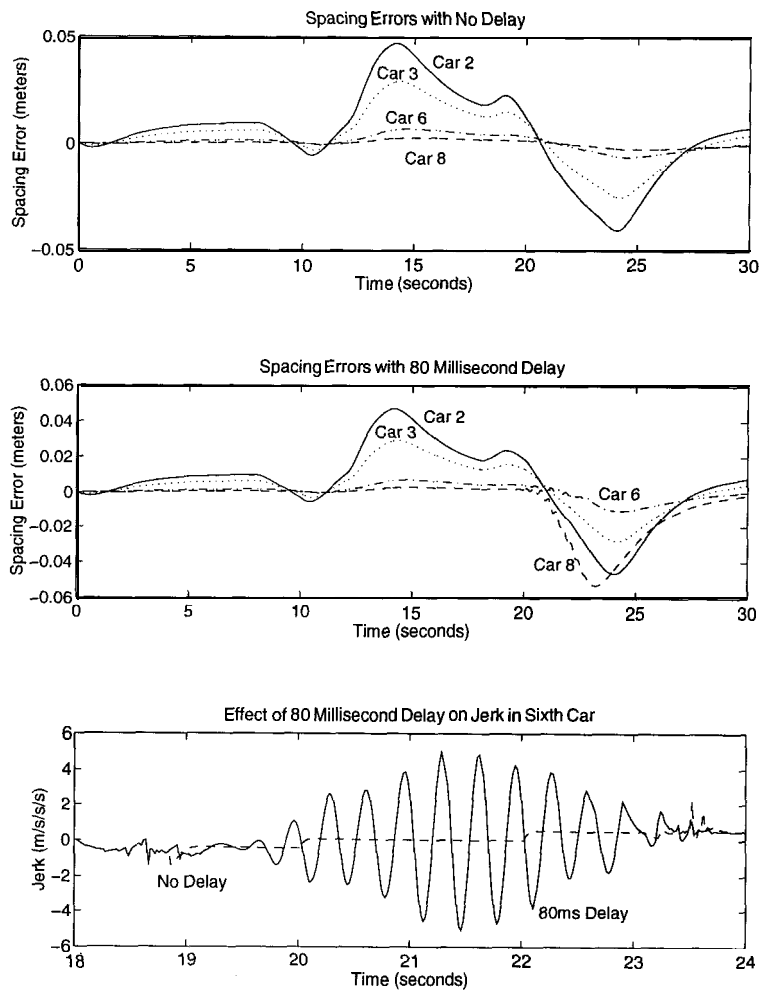 Spacing Errors with No Delay
0.05
Car 2
Car 3
Car 6
0
Car 8
Spacing Error (meters)
−0.05
0 5 10 15 20 25 30
Time (seconds)
Spacing Errors with 80 Millisecond Delay
0.06
Car 2
0.04
Car 3
0.02
0
Car 6
−0.02
Car 8
−0.04
−0.06
Spacing Error (meters)
0 5 10 15 20 25 30
Time (seconds)
Effect of 80 Millisecond Delay on Jerk in Sixth Car
6
4
2
0
−2
No Delay
−4
80ms Delay
−6
Jerk (m/s/s/s)
18 19 20 21 22 23 24
Time (seconds)